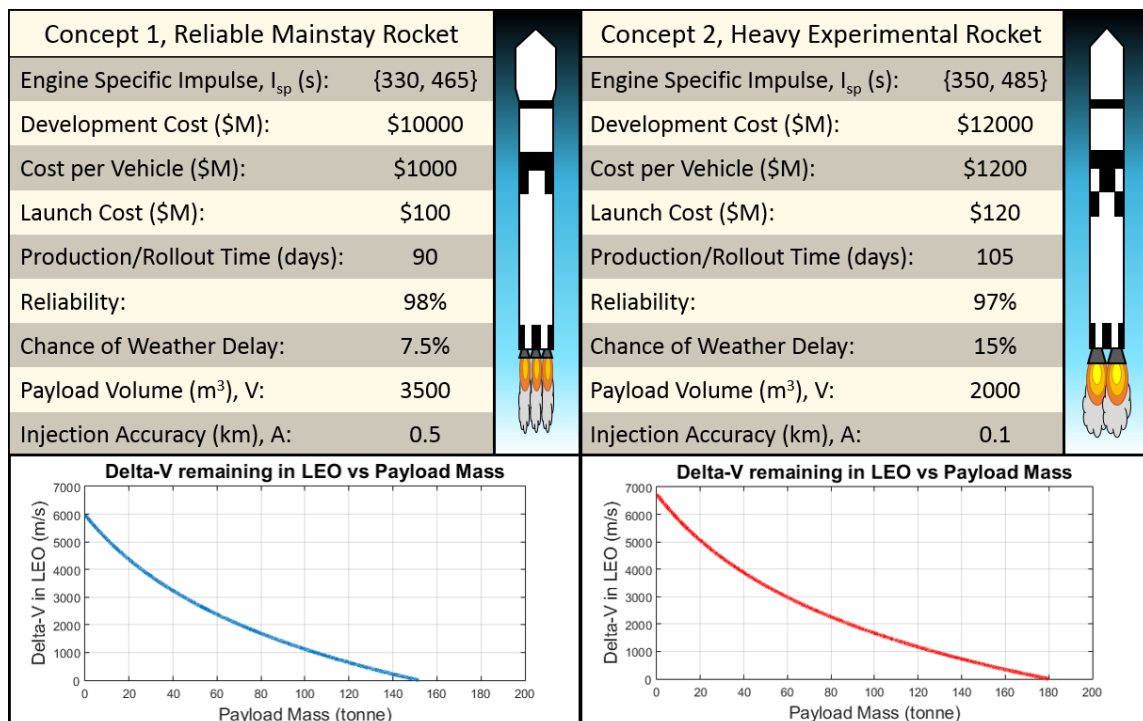 Concept 1, Reliable Mainstay Rocket
Engine Specific Impulse, Isp (s): {330, 465}
Development Cost ($M): $10000
Cost per Vehicle ($M): $1000
Launch Cost ($M): $100
Production/Rollout Time (days): 90
Reliability: 98%
Chance of Weather Delay: 7.5%
Payload Volume (m³), V: 3500
Injection Accuracy (km), A: 0.5
Delta-V remaining in LEO vs Payload Mass
Delta-V in LEO (m/s)
7000
6000
5000
4000
3000
2000
1000
0
0 20 40 60 80 100 120 140 160 180 200
Payload Mass (tonne)
Concept 2, Heavy Experimental Rocket
Engine Specific Impulse, Isp (s): {350, 485}
Development Cost ($M): $12000
Cost per Vehicle ($M): $1200
Launch Cost ($M): $120
Production/Rollout Time (days): 105
Reliability: 97%
Chance of Weather Delay: 15%
Payload Volume (m³), V: 2000
Injection Accuracy (km), A: 0.1
Delta-V remaining in LEO vs Payload Mass
Delta-V in LEO (m/s)
7000
6000
5000
4000
3000
2000
1000
0
0 20 40 60 80 100 120 140 160 180 200
Payload Mass (tonne)